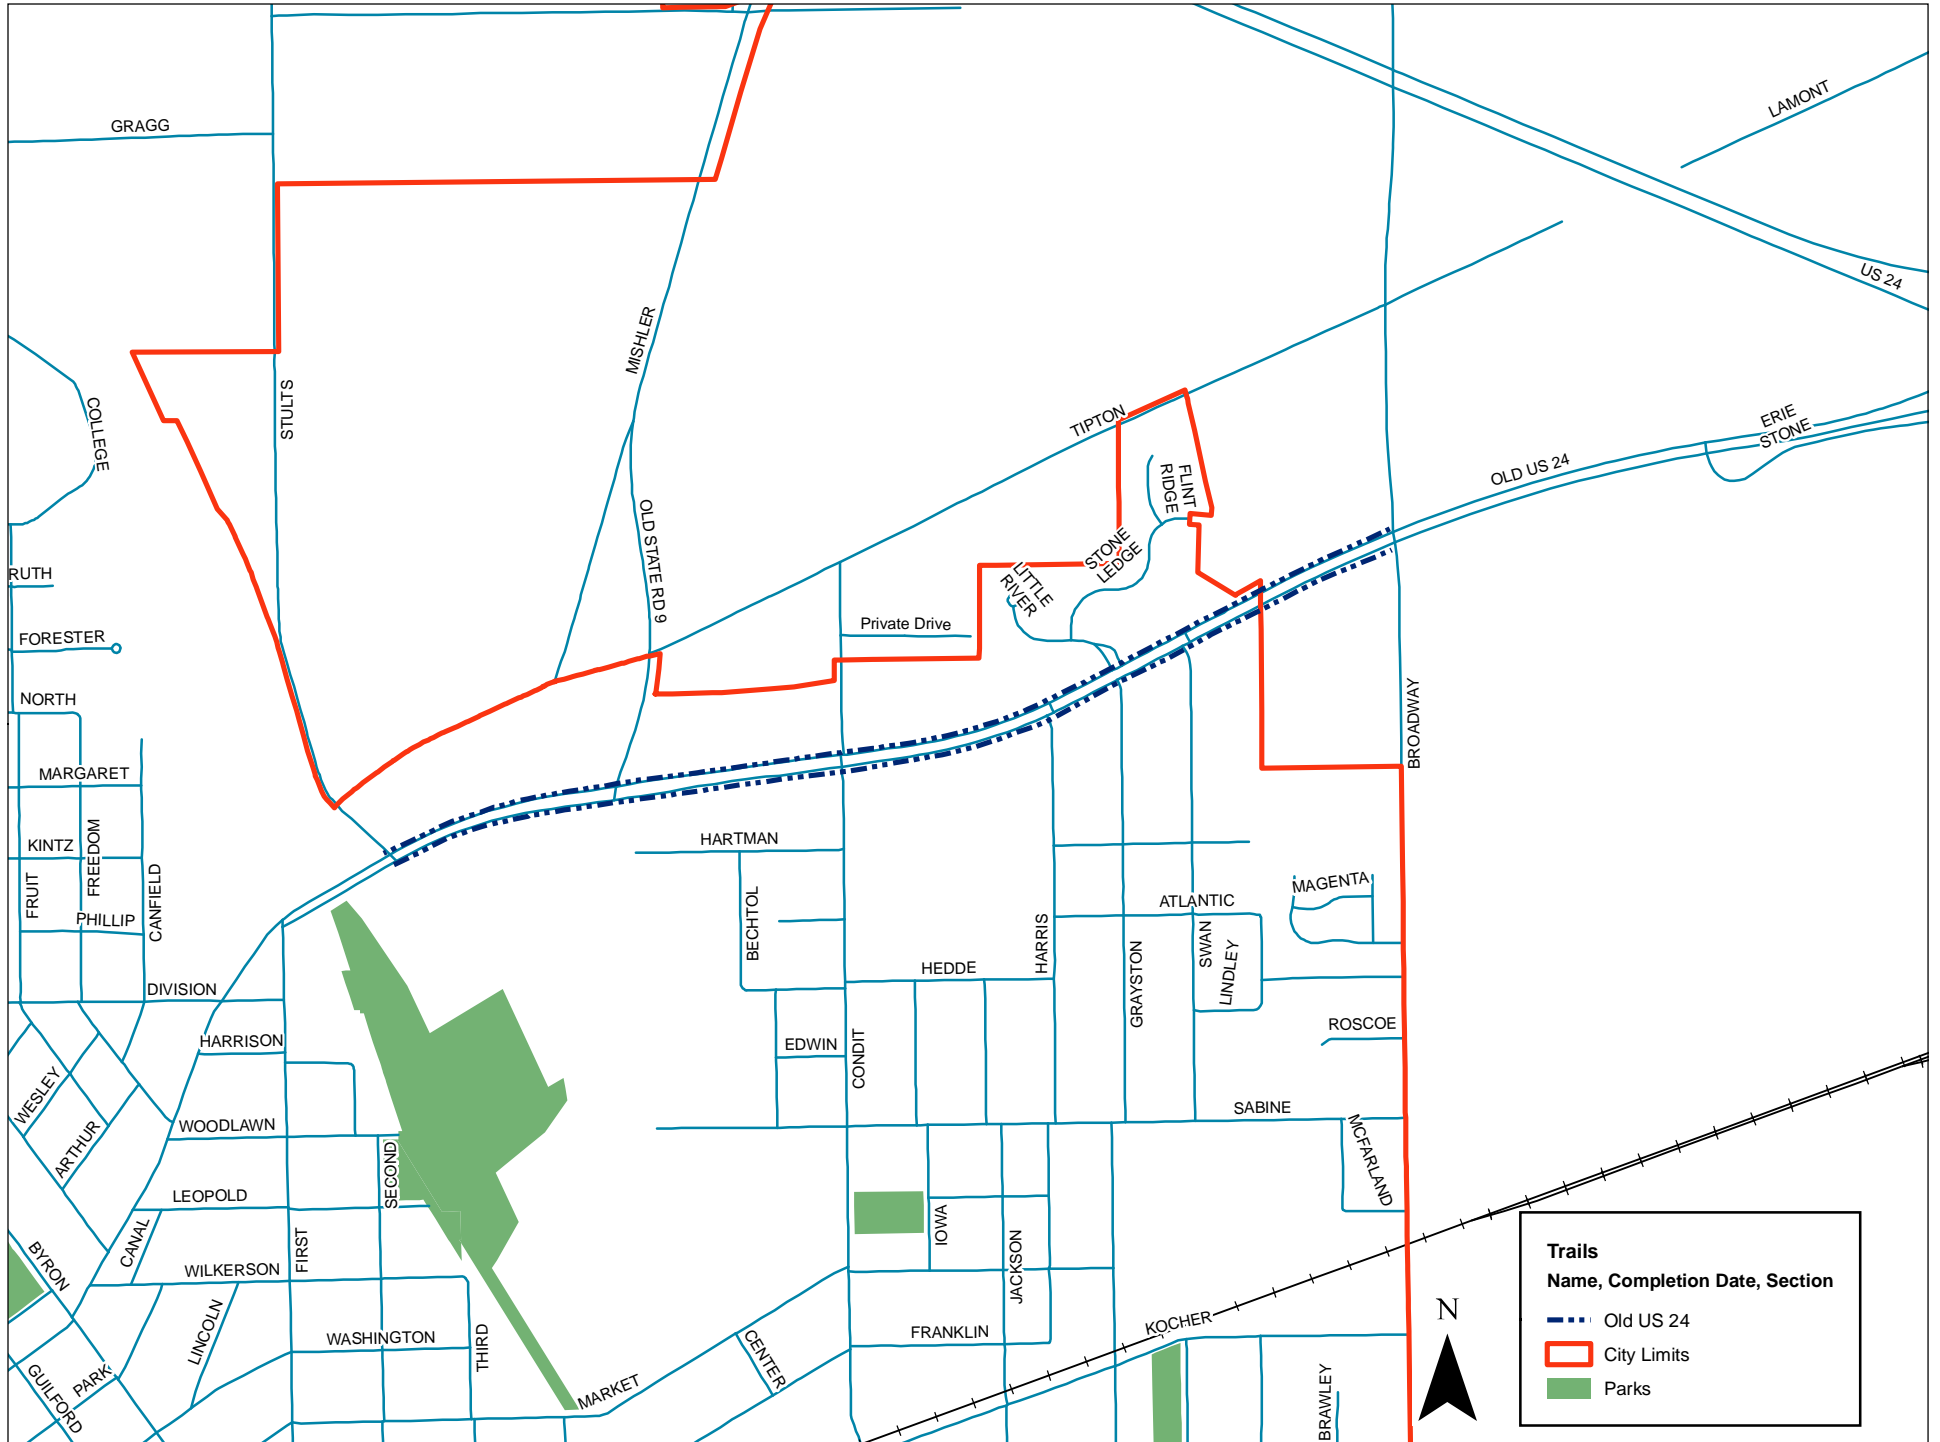 GRAGG
LAMONT
US 24
MISHLER
STULTS
COLLEGE
TIPTON
ERIE
STONE
OLD US 24
FLINT
RIDGE
OLD STATE RD 9
STONE
LEDGE
LITTLE
RIVER
RUTH
Private Drive
FORESTER
NORTH
BROADWAY
MARGARET
HARTMAN
KINTZ
FREEDOM
FRUIT
CANFIELD
PHILLIP
BECHTOL
MAGENTA
ATLANTIC
HARRIS
SWAN
LINDLEY
GRAYSTON
HEDDE
DIVISION
ROSCOE
HARRISON
EDWIN
CONDIT
WESLEY
SABINE
WOODLAWN
ARTHUR
MCFARLAND
SECOND
LEOPOLD
IOWA
CANAL
FIRST
JACKSON
BYRON
WILKERSON
KOCHER
LINCOLN
WASHINGTON
THIRD
FRANKLIN
CENTER
MARKET
PARK
GUILFORD
BRAWLEY
N
Trails
Name, Completion Date, Section
Old US 24
City Limits
Parks